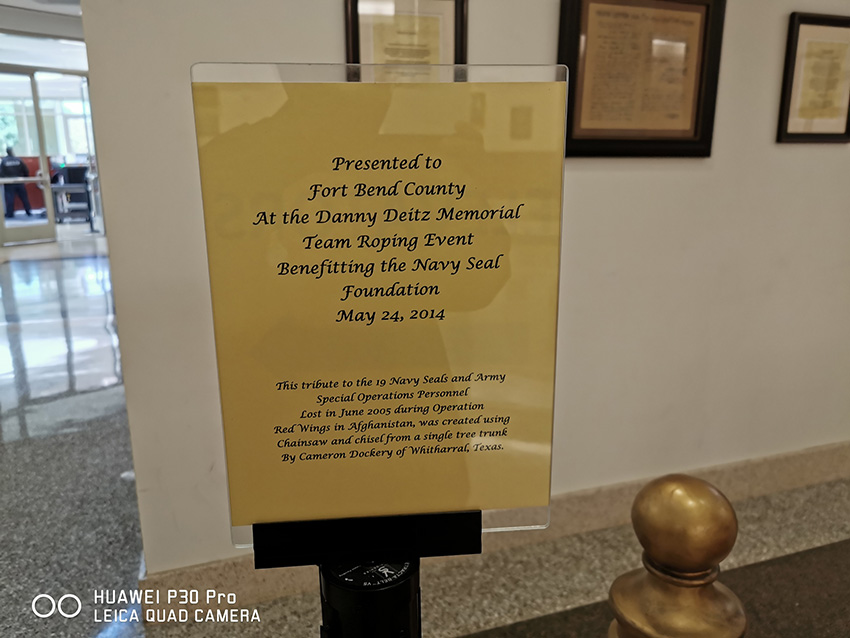 Presented to
Fort Bend County
At the Danny Deitz Memorial
Team Roping Event
Benefitting the Navy Seal
Foundation
May 24, 2014
This tribute to the 19 Navy Seals and Army
Special Operations Personnel
Lost in June 2005 during Operation
Red Wings in Afghanistan, was created using
Chainsaw and chisel from a single tree trunk
By Cameron Dockery of Whitharral, Texas.
HUAWEI P30 Pro
LEICA QUAD CAMERA